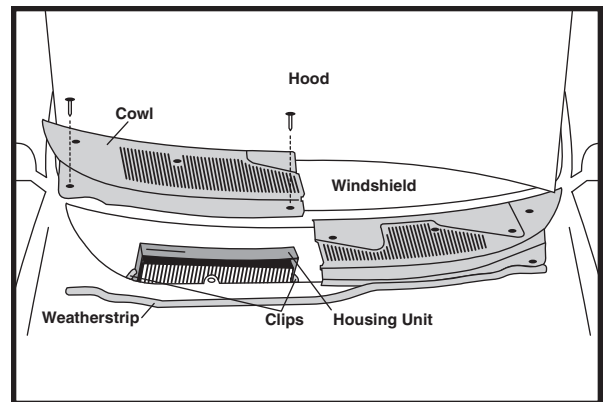 Hood
Cowl
Windshield
Weatherstrip
Clips
Housing Unit